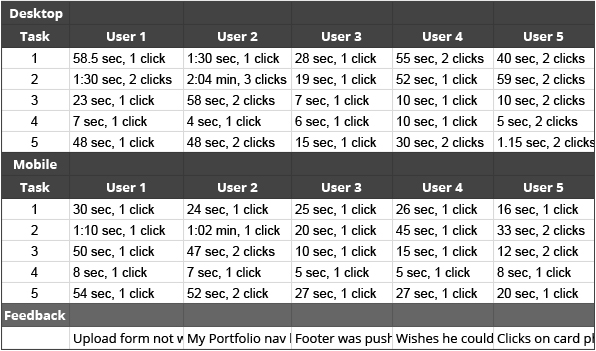 Desktop
Task User 1 User 2 User 3 User 4 User 5
1 58.5 sec, 1 click 1:30 sec, 1 click 28 sec, 1 click 55 sec, 2 clicks 40 sec, 2 clicks
2 1:30 sec, 2 clicks 2:04 min, 3 clicks 19 sec, 1 click 52 sec, 1 click 59 sec, 2 clicks
3 23 sec, 1 click 58 sec, 2 clicks 7 sec, 1 click 10 sec, 1 click 10 sec, 2 clicks
4 7 sec, 1 click 4 sec, 1 click 6 sec, 1 click 10 sec, 1 click 5 sec, 2 clicks
5 48 sec, 1 click 48 sec, 2 clicks 15 sec, 1 click 30 sec, 2 clicks 1.15 sec, 2 clicks
Mobile
Task User 1 User 2 User 3 User 4 User 5
1 30 sec, 1 click 24 sec, 1 click 25 sec, 1 click 26 sec, 1 click 16 sec, 1 click
2 1:10 sec, 1 click 1:02 min, 1 click 20 sec, 1 click 45 sec, 1 click 33 sec, 2 clicks
3 50 sec, 1 click 47 sec, 2 clicks 10 sec, 1 click 15 sec, 1 click 12 sec, 2 click
4 8 sec, 1 click 7 sec, 1 click 5 sec, 1 click 5 sec, 1 click 8 sec, 1 click
5 54 sec, 1 click 52 sec, 2 click 27 sec, 1 click 27 sec, 1 click 20 sec, 1 click
Feedback
Upload form not My Portfolio nav Footer was push Wishes he could Clicks on card